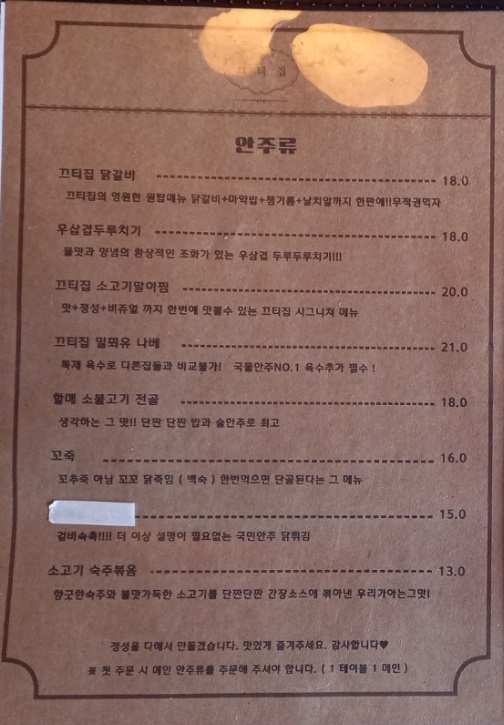 안주류
끄티집 닭갈비 18.0
끄티집의 영원한 원탑메뉴 닭갈비+마약밥+챔기름+날치알까지 한판에!!무적권먹자
우삼겹두루치기 18.0
불맛과 양념의 환상적인 조화가 있는 우삼겹 두루두루치기!!!
끄티집 소고기말이찜 20.0
맛+정성+비쥬얼 까지 한번에 맛볼수 있는 끄티집 시그니쳐 메뉴
끄티집 밀푀유 나베 21.0
특제 육수로 다른집들과 비교불가! 국물안주NO.1 육수추가 필수 !
할매 소불고기 전골 18.0
생각하는 그 맛!! 단짠 단짠 밥과 술안주로 최고
꼬죽 16.0
꼬추죽 아님 꼬꼬 닭죽임 ( 백숙 ) 한번먹으면 단골된다는 그 메뉴
15.0
겉바속촉!!!! 더 이상 설명이 필요없는 국민안주 닭튀김
소고기 숙주볶음 13.0
향긋한숙주와 불맛가득한 소고기를 단짠단짠 간장소스에 볶아낸 우리가아는그맛!
정성을 다해서 만들겠습니다. 맛있게 즐겨주세요. 감사합니다♥
※ 첫 주문 시 메인 안주류를 주문해 주셔야 합니다. ( 1 테이블 1 메인 )